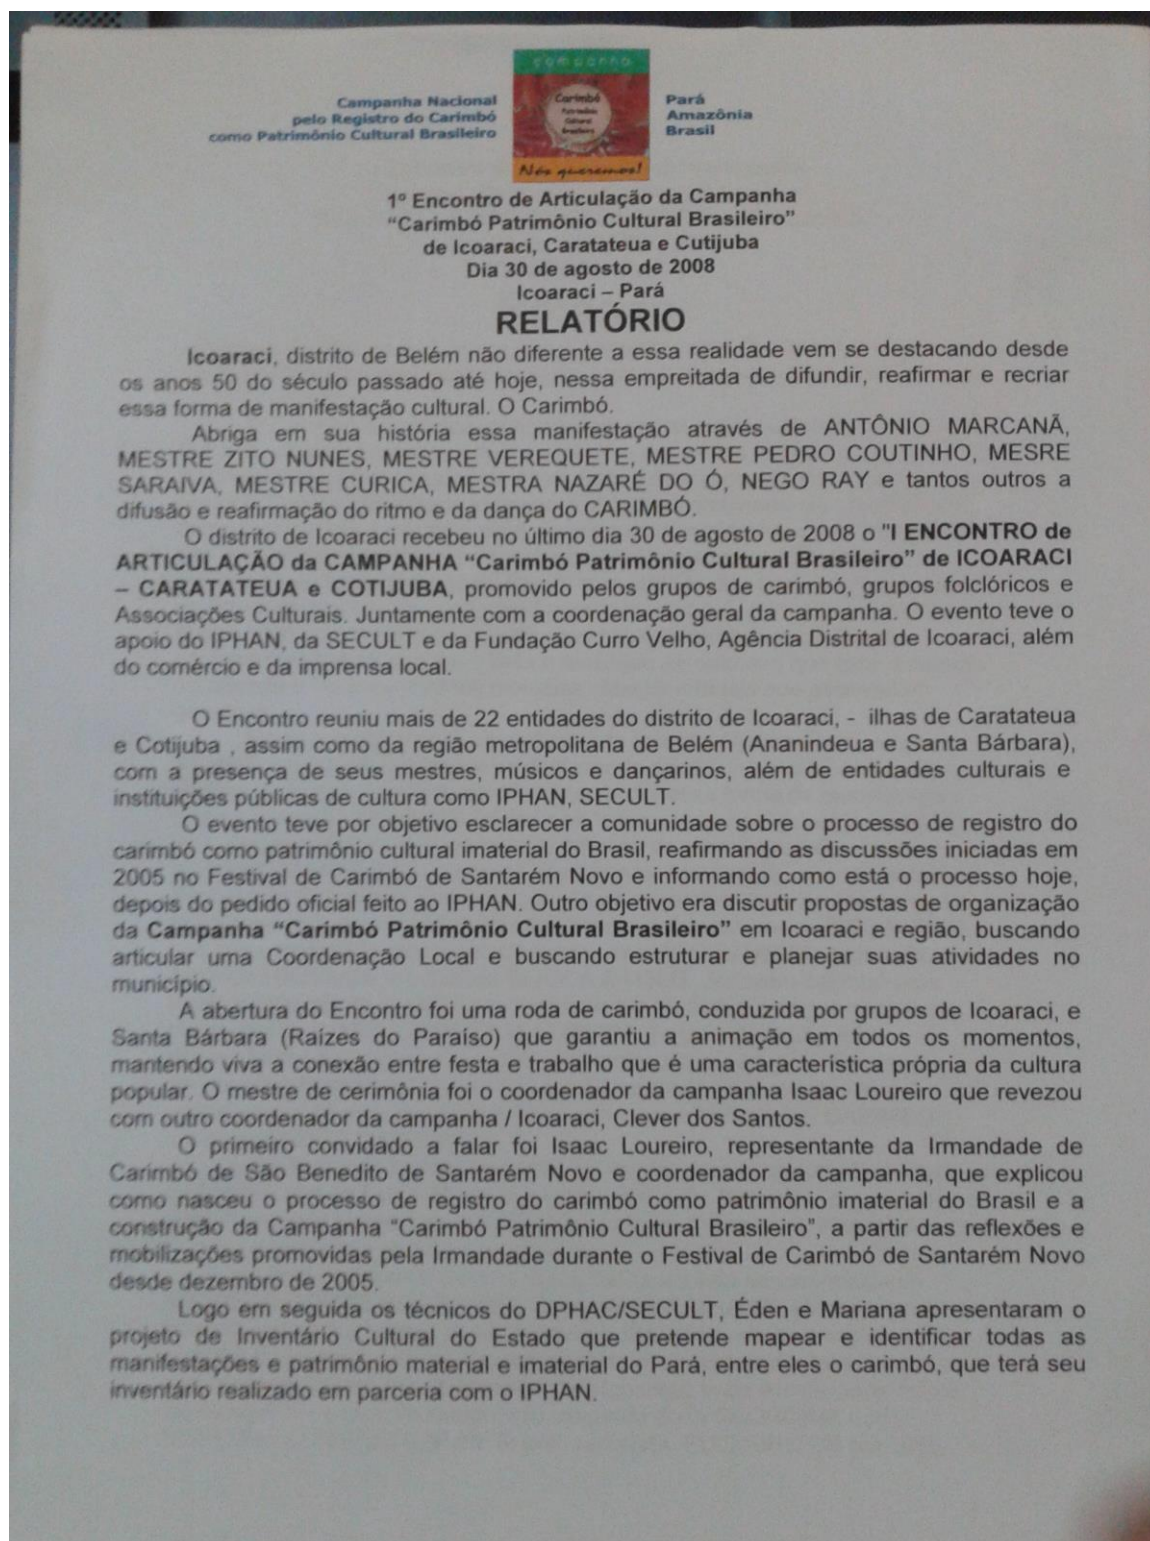 campanha
Campanha Nacional
pelo Registro do Carimbó
como Patrimônio Cultural Brasileiro
Carimbó
Patrimônio
Cultural
Brasileiro
Nós queremos!
Pará
Amazônia
Brasil
1º Encontro de Articulação da Campanha
“Carimbó Patrimônio Cultural Brasileiro”
de Icoaraci, Caratateua e Cutijuba
Dia 30 de agosto de 2008
Icoaraci – Pará
RELATÓRIO
Icoaraci, distrito de Belém não diferente a essa realidade vem se destacando desde
os anos 50 do século passado até hoje, nessa empreitada de difundir, reafirmar e recriar
essa forma de manifestação cultural. O Carimbó.
Abriga em sua história essa manifestação através de ANTÔNIO MARCANÃ,
MESTRE ZITO NUNES, MESTRE VEREQUETE, MESTRE PEDRO COUTINHO, MESRE
SARAIVA, MESTRE CURICA, MESTRA NAZARÉ DO Ó, NEGO RAY e tantos outros a
difusão e reafirmação do ritmo e da dança do CARIMBÓ.
O distrito de Icoaraci recebeu no último dia 30 de agosto de 2008 o "I ENCONTRO de
ARTICULAÇÃO da CAMPANHA “Carimbó Patrimônio Cultural Brasileiro” de ICOARACI
– CARATATEUA e COTIJUBA, promovido pelos grupos de carimbó, grupos folclóricos e
Associações Culturais. Juntamente com a coordenação geral da campanha. O evento teve o
apoio do IPHAN, da SECULT e da Fundação Curro Velho, Agência Distrital de Icoaraci, além
do comércio e da imprensa local.
O Encontro reuniu mais de 22 entidades do distrito de Icoaraci, - ilhas de Caratateua
e Cotijuba , assim como da região metropolitana de Belém (Ananindeua e Santa Bárbara),
com a presença de seus mestres, músicos e dançarinos, além de entidades culturais e
instituições públicas de cultura como IPHAN, SECULT.
O evento teve por objetivo esclarecer a comunidade sobre o processo de registro do
carimbó como patrimônio cultural imaterial do Brasil, reafirmando as discussões iniciadas em
2005 no Festival de Carimbó de Santarém Novo e informando como está o processo hoje,
depois do pedido oficial feito ao IPHAN. Outro objetivo era discutir propostas de organização
da Campanha “Carimbó Patrimônio Cultural Brasileiro” em Icoaraci e região, buscando
articular uma Coordenação Local e buscando estruturar e planejar suas atividades no
município.
A abertura do Encontro foi uma roda de carimbó, conduzida por grupos de Icoaraci, e
Santa Bárbara (Raízes do Paraíso) que garantiu a animação em todos os momentos,
mantendo viva a conexão entre festa e trabalho que é uma característica própria da cultura
popular. O mestre de cerimônia foi o coordenador da campanha Isaac Loureiro que revezou
com outro coordenador da campanha / Icoaraci, Clever dos Santos.
O primeiro convidado a falar foi Isaac Loureiro, representante da Irmandade de
Carimbó de São Benedito de Santarém Novo e coordenador da campanha, que explicou
como nasceu o processo de registro do carimbó como patrimônio imaterial do Brasil e a
construção da Campanha “Carimbó Patrimônio Cultural Brasileiro”, a partir das reflexões e
mobilizações promovidas pela Irmandade durante o Festival de Carimbó de Santarém Novo
desde dezembro de 2005.
Logo em seguida os técnicos do DPHAC/SECULT, Éden e Mariana apresentaram o
projeto de Inventário Cultural do Estado que pretende mapear e identificar todas as
manifestações e patrimônio material e imaterial do Pará, entre eles o carimbó, que terá seu
inventário realizado em parceria com o IPHAN.